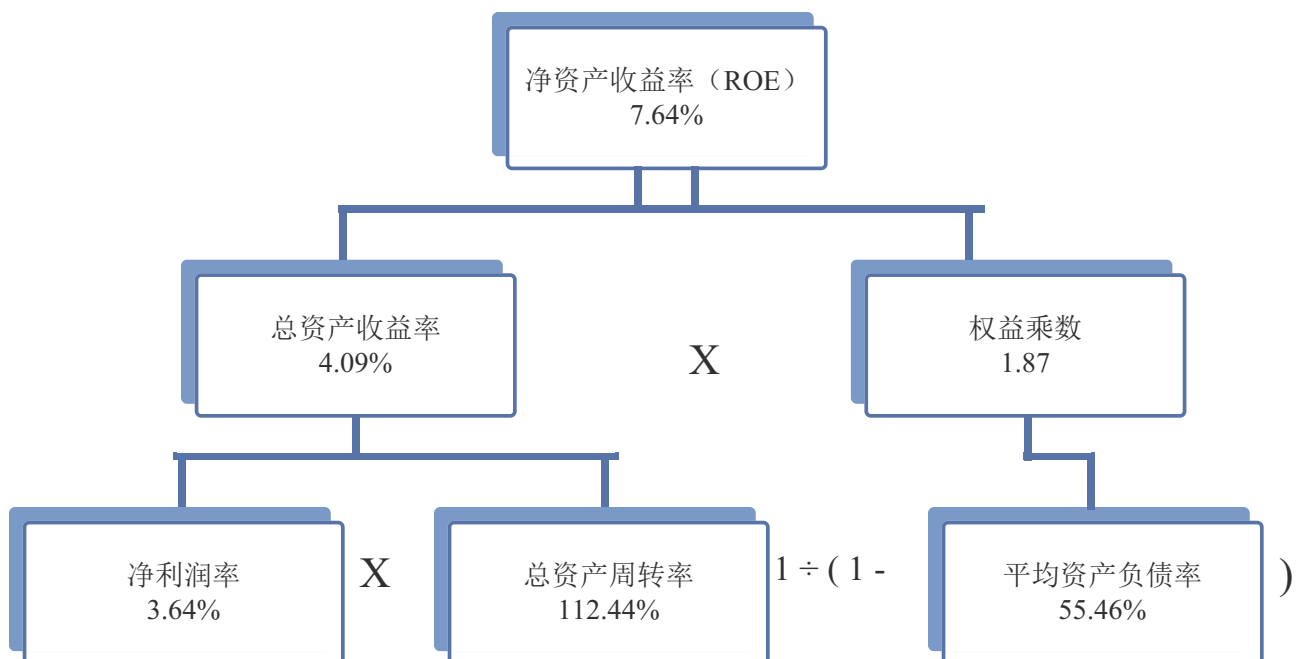 净资产收益率（ROE）
7.64%
总资产收益率
4.09%
X
权益乘数
1.87
净利润率
3.64%
X
总资产周转率
112.44%
1 ÷ ( 1 -
平均资产负债率
55.46%
)